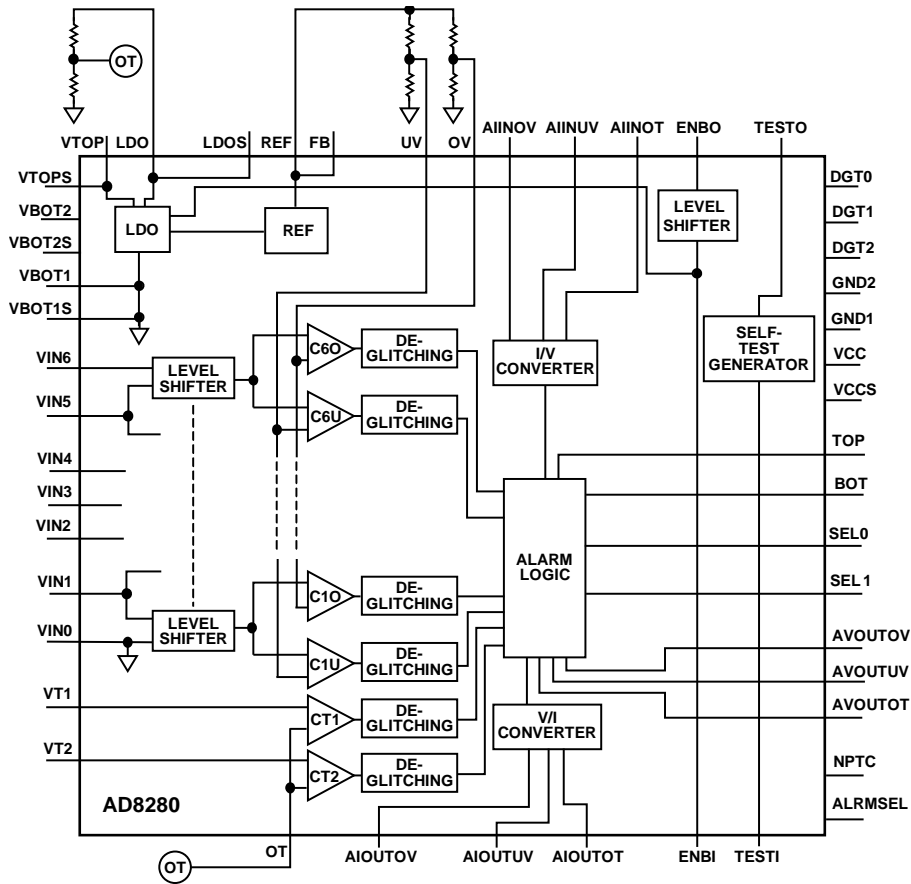 OT
VTOP LDO LDOS REF FB UV OV AIINOV AIINUV AIINOT ENBO TESTO
VTOPS
VBOT2
VBOT2S
VBOT1
VBOT1S
VIN6
VIN5
VIN4
VIN3
VIN2
VIN1
VIN0
VT1
VT2
LDO
REF
LEVEL
SHIFTER
LEVEL
SHIFTER
C6O
DE-
GLITCHING
C6U
DE-
GLITCHING
C1O
DE-
GLITCHING
C1U
DE-
GLITCHING
CT1
DE-
GLITCHING
CT2
DE-
GLITCHING
I/V
CONVERTER
ALARM
LOGIC
V/I
CONVERTER
LEVEL
SHIFTER
SELF-
TEST
GENERATOR
DGT0
DGT1
DGT2
GND2
GND1
VCC
VCCS
TOP
BOT
SEL0
SEL1
AVOUTOV
AVOUTUV
AVOUTOT
NPTC
ALRMSEL
AD8280
OT
OT
AIOUTOV AIOUTUV AIOUTOT ENBI TESTI